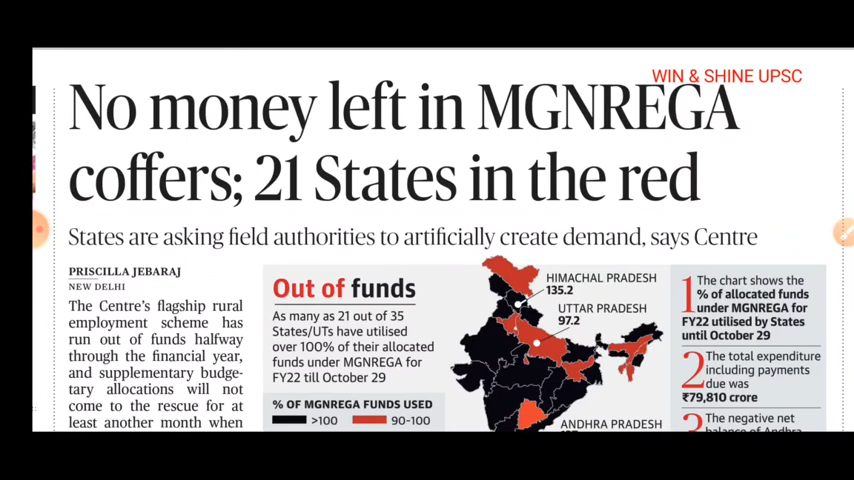 WIN & SHINE UPSC
No money left in MGNREGA
coffers; 21 States in the red
States are asking field authorities to artificially create demand, says Centre
PRISCILLA JEBARAJ
NEW DELHI
The Centre's flagship rural
employment scheme has
run out of funds halfway
through the financial year,
and supplementary budge-
tary allocations will not
come to the rescue for at
least another month when
Out of funds
As many as 21 out of 35
States/UTs have utilised
over 100% of their allocated
funds under MGNREGA for
FY22 till October 29
% OF MGNREGA FUNDS USED
>100 90-100
HIMACHAL PRADESH
135.2
UTTAR PRADESH
97.2
ANDHRA PRADESH
1 The chart shows the
% of allocated funds
under MGNREGA for
FY22 utilised by States
until October 29
2 The total expenditure
including payments
due was
₹79,810 crore
3 The negative net
balance of Andhra